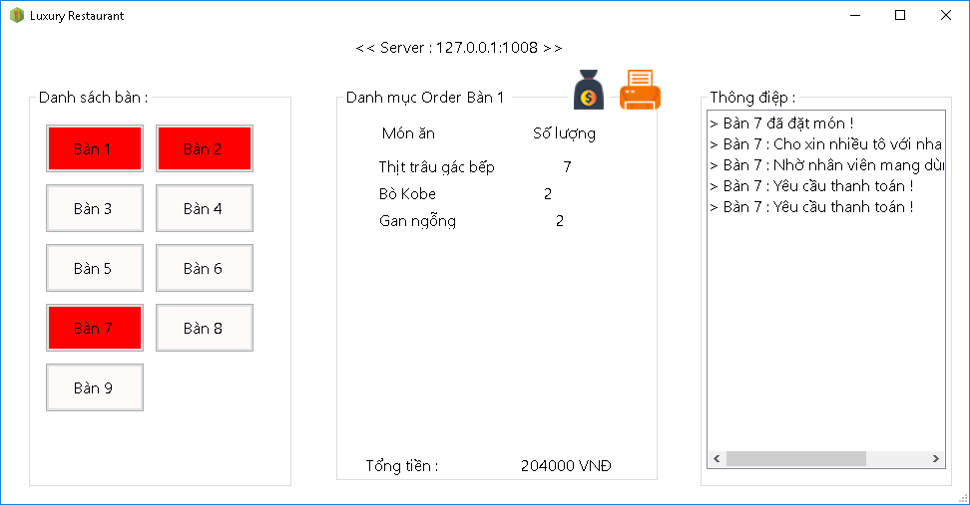 Luxury Restaurant
<< Server : 127.0.0.1:1008 >>
Danh sách bàn :
Bàn 1 Bàn 2
Bàn 3 Bàn 4
Bàn 5 Bàn 6
Bàn 7 Bàn 8
Bàn 9
Danh mục Order Bàn 1
Món ăn Số lượng
Thịt trâu gác bếp 7
Bò Kobe 2
Gan ngỗng 2
Tổng tiền : 204000 VNĐ
Thông điệp :
> Bàn 7 đã đặt món !
> Bàn 7 : Cho xin nhiều tô với nha
> Bàn 7 : Nhờ nhân viên mang dùn
> Bàn 7 : Yêu cầu thanh toán !
> Bàn 7 : Yêu cầu thanh toán !